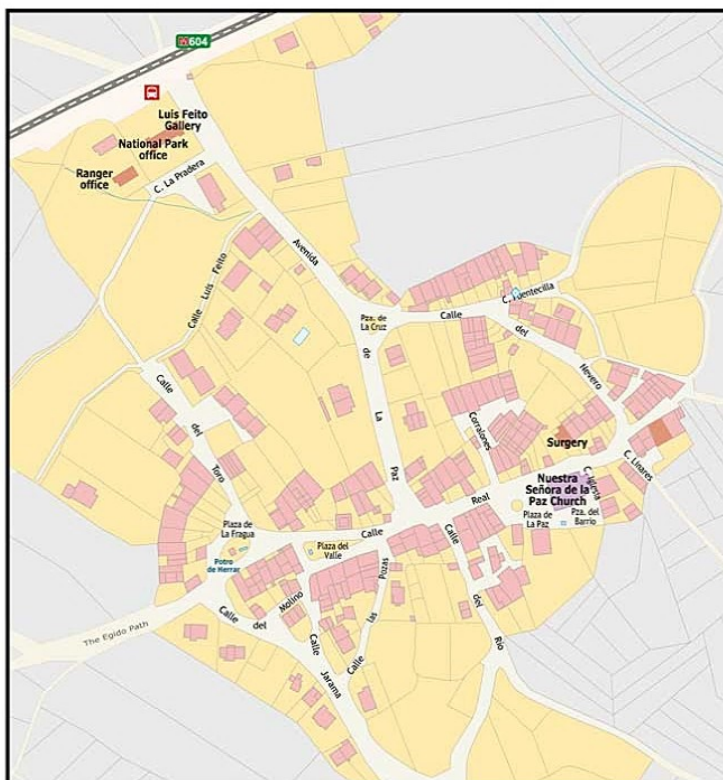 M604
Luis Feito
Gallery
National Park
office
Ranger
office
C. La Pradera
Avenida
Calle Luis Feito
C. Fuentecilla
Pza. de
La Cruz
Calle
del
Nevero
de
La
Paz
Calle
del
Toro
Corralones
Surgery
C. Linares
Nuestra
Señora de la
Paz Church
C. Iglesia
Real
Plaza de
La Paz
Pza. del
Barrio
Plaza de
La Fragua
Calle
Plaza del
Valle
Calle
del
Río
Potro
de Herrar
Molino
Pozas
las
Calle
The Egido Path
Calle
del
Calle
Jarama